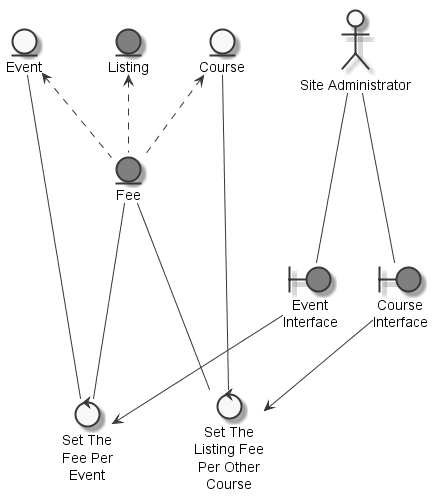 Event
Listing
Course
Site Administrator
Fee
Event
Interface
Course
Interface
Set The
Fee Per
Event
Set The
Listing Fee
Per Other
Course